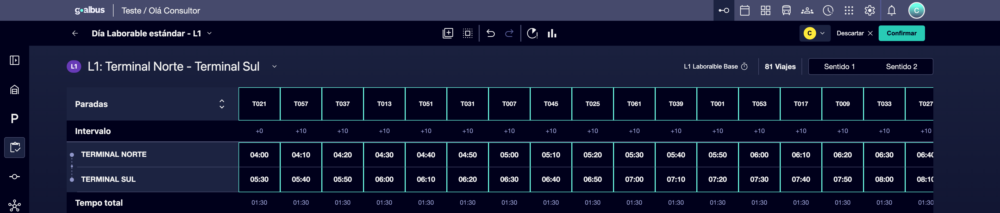 goalbus Teste / Olá Consultor C
Día Laborable estándar - L1 C Descartar Confirmar
L1 L1: Terminal Norte - Terminal Sul L1 Laboralble Base 81 Viajes Sentido 1 Sentido 2
Paradas T021 T057 T037 T013 T051 T031 T007 T045 T025 T061 T039 T001 T053 T017 T009 T033 T027
P
Intervalo +0 +10 +10 +10 +10 +10 +10 +10 +10 +10 +10 +10 +10 +10 +10 +10 +10
TERMINAL NORTE 04:00 04:10 04:20 04:30 04:40 04:50 05:00 05:10 05:20 05:30 05:40 05:50 06:00 06:10 06:20 06:30 06:40
TERMINAL SUL 05:30 05:40 05:50 06:00 06:10 06:20 06:30 06:40 06:50 07:00 07:10 07:20 07:30 07:40 07:50 08:00 08:10
Tempo total 01:30 01:30 01:30 01:30 01:30 01:30 01:30 01:30 01:30 01:30 01:30 01:30 01:30 01:30 01:30 01:30 01:30